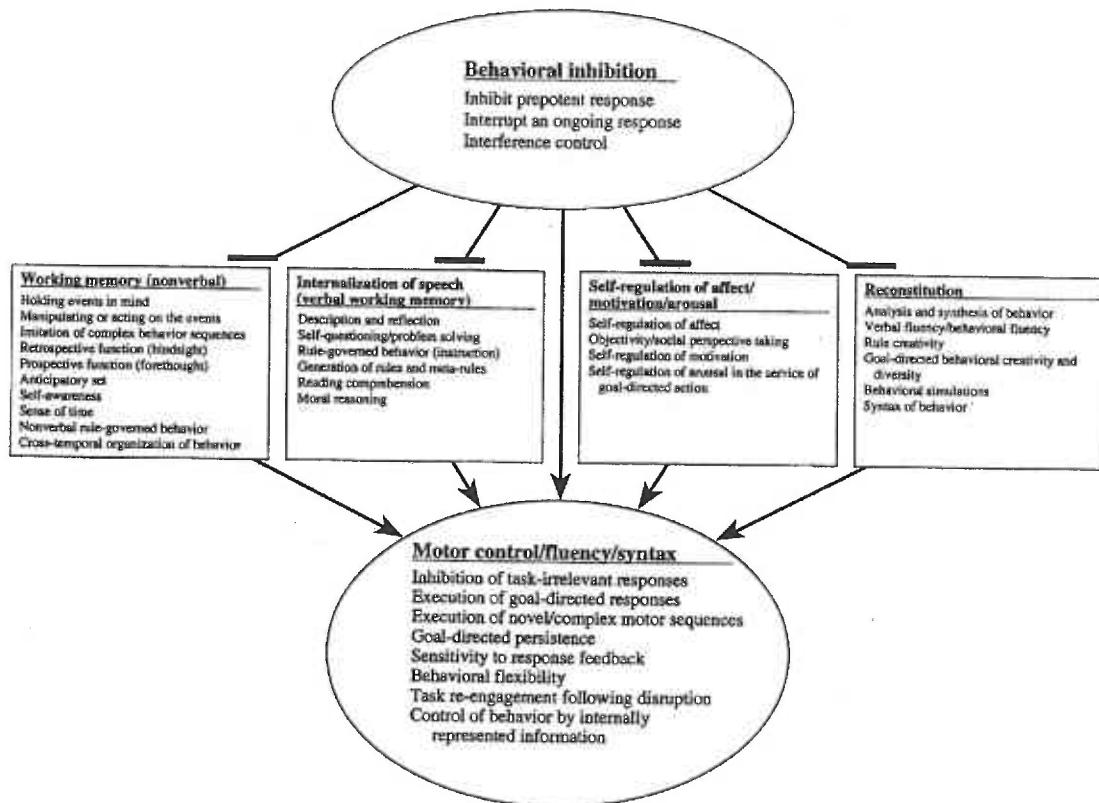 Behavioral inhibition
Inhibit prepotent response
Interrupt an ongoing response
Interference control
Working memory (nonverbal)
Holding events in mind
Manipulating or acting on the events
Imitation of complex behavior sequences
Retrospective function (hindsight)
Prospective function (forethought)
Anticipatory set
Self-awareness
Sense of time
Nonverbal rule-governed behavior
Cross-temporal organization of behavior
Internalization of speech
(verbal working memory)
Description and reflection
Self-questioning/problem solving
Rule-governed behavior (instruction)
Generation of rules and meta-rules
Reading comprehension
Moral reasoning
Self-regulation of affect/
motivation/arousal
Self-regulation of affect
Objectivity/social perspective taking
Self-regulation of motivation
Self-regulation of arousal in the service of
goal-directed action
Reconstitution
Analysis and synthesis of behavior
Verbal fluency/behavioral fluency
Rule creativity
Goal-directed behavioral creativity and
diversity
Behavioral simulations
Syntax of behavior
Motor control/fluency/syntax
Inhibition of task-irrelevant responses
Execution of goal-directed responses
Execution of novel/complex motor sequences
Goal-directed persistence
Sensitivity to response feedback
Behavioral flexibility
Task re-engagement following disruption
Control of behavior by internally
represented information